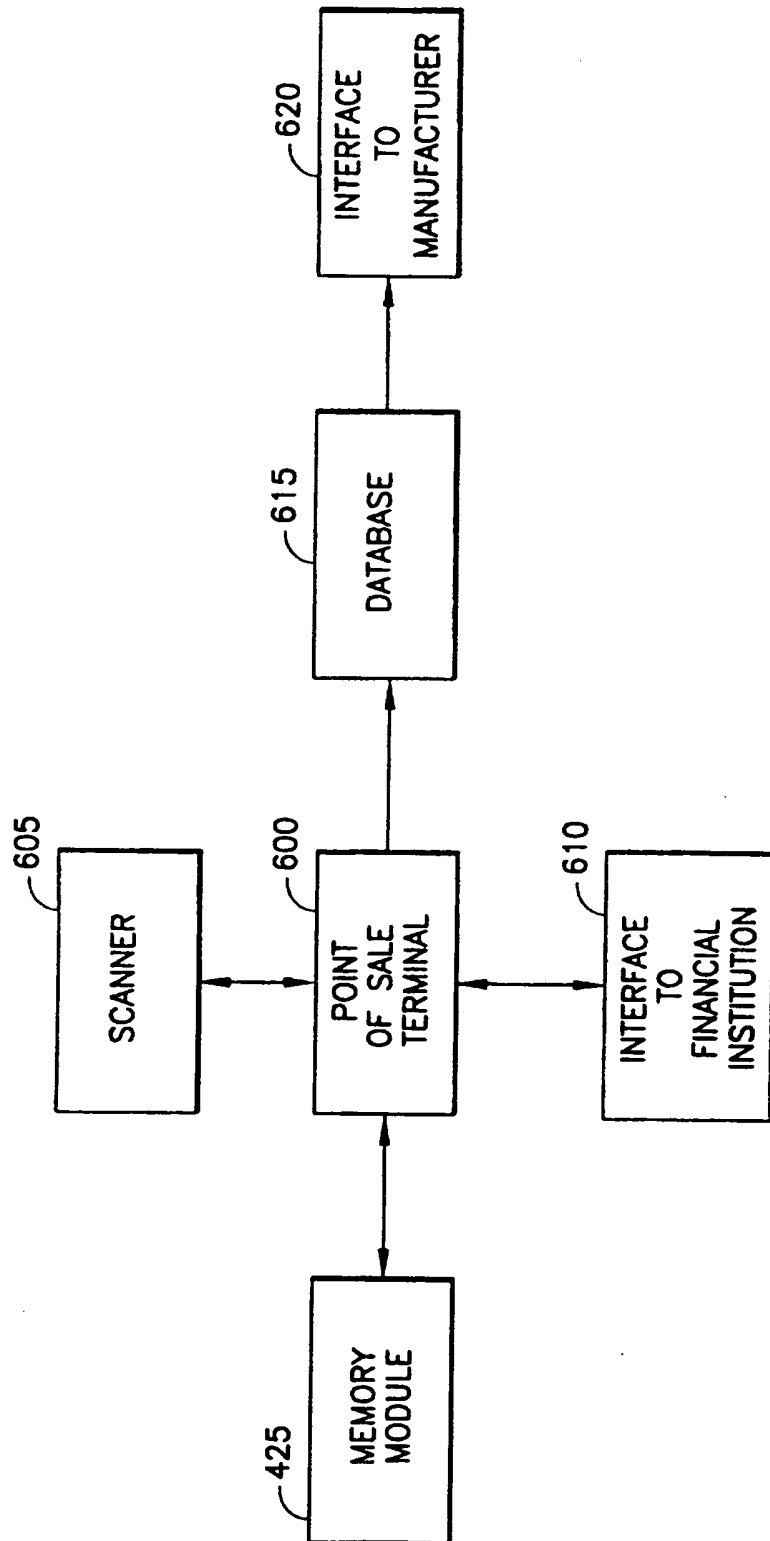 605
SCANNER
425
MEMORY
MODULE
600
POINT
OF SALE
TERMINAL
615
DATABASE
620
INTERFACE
TO
MANUFACTURER
610
INTERFACE
TO
FINANCIAL
INSTITUTION